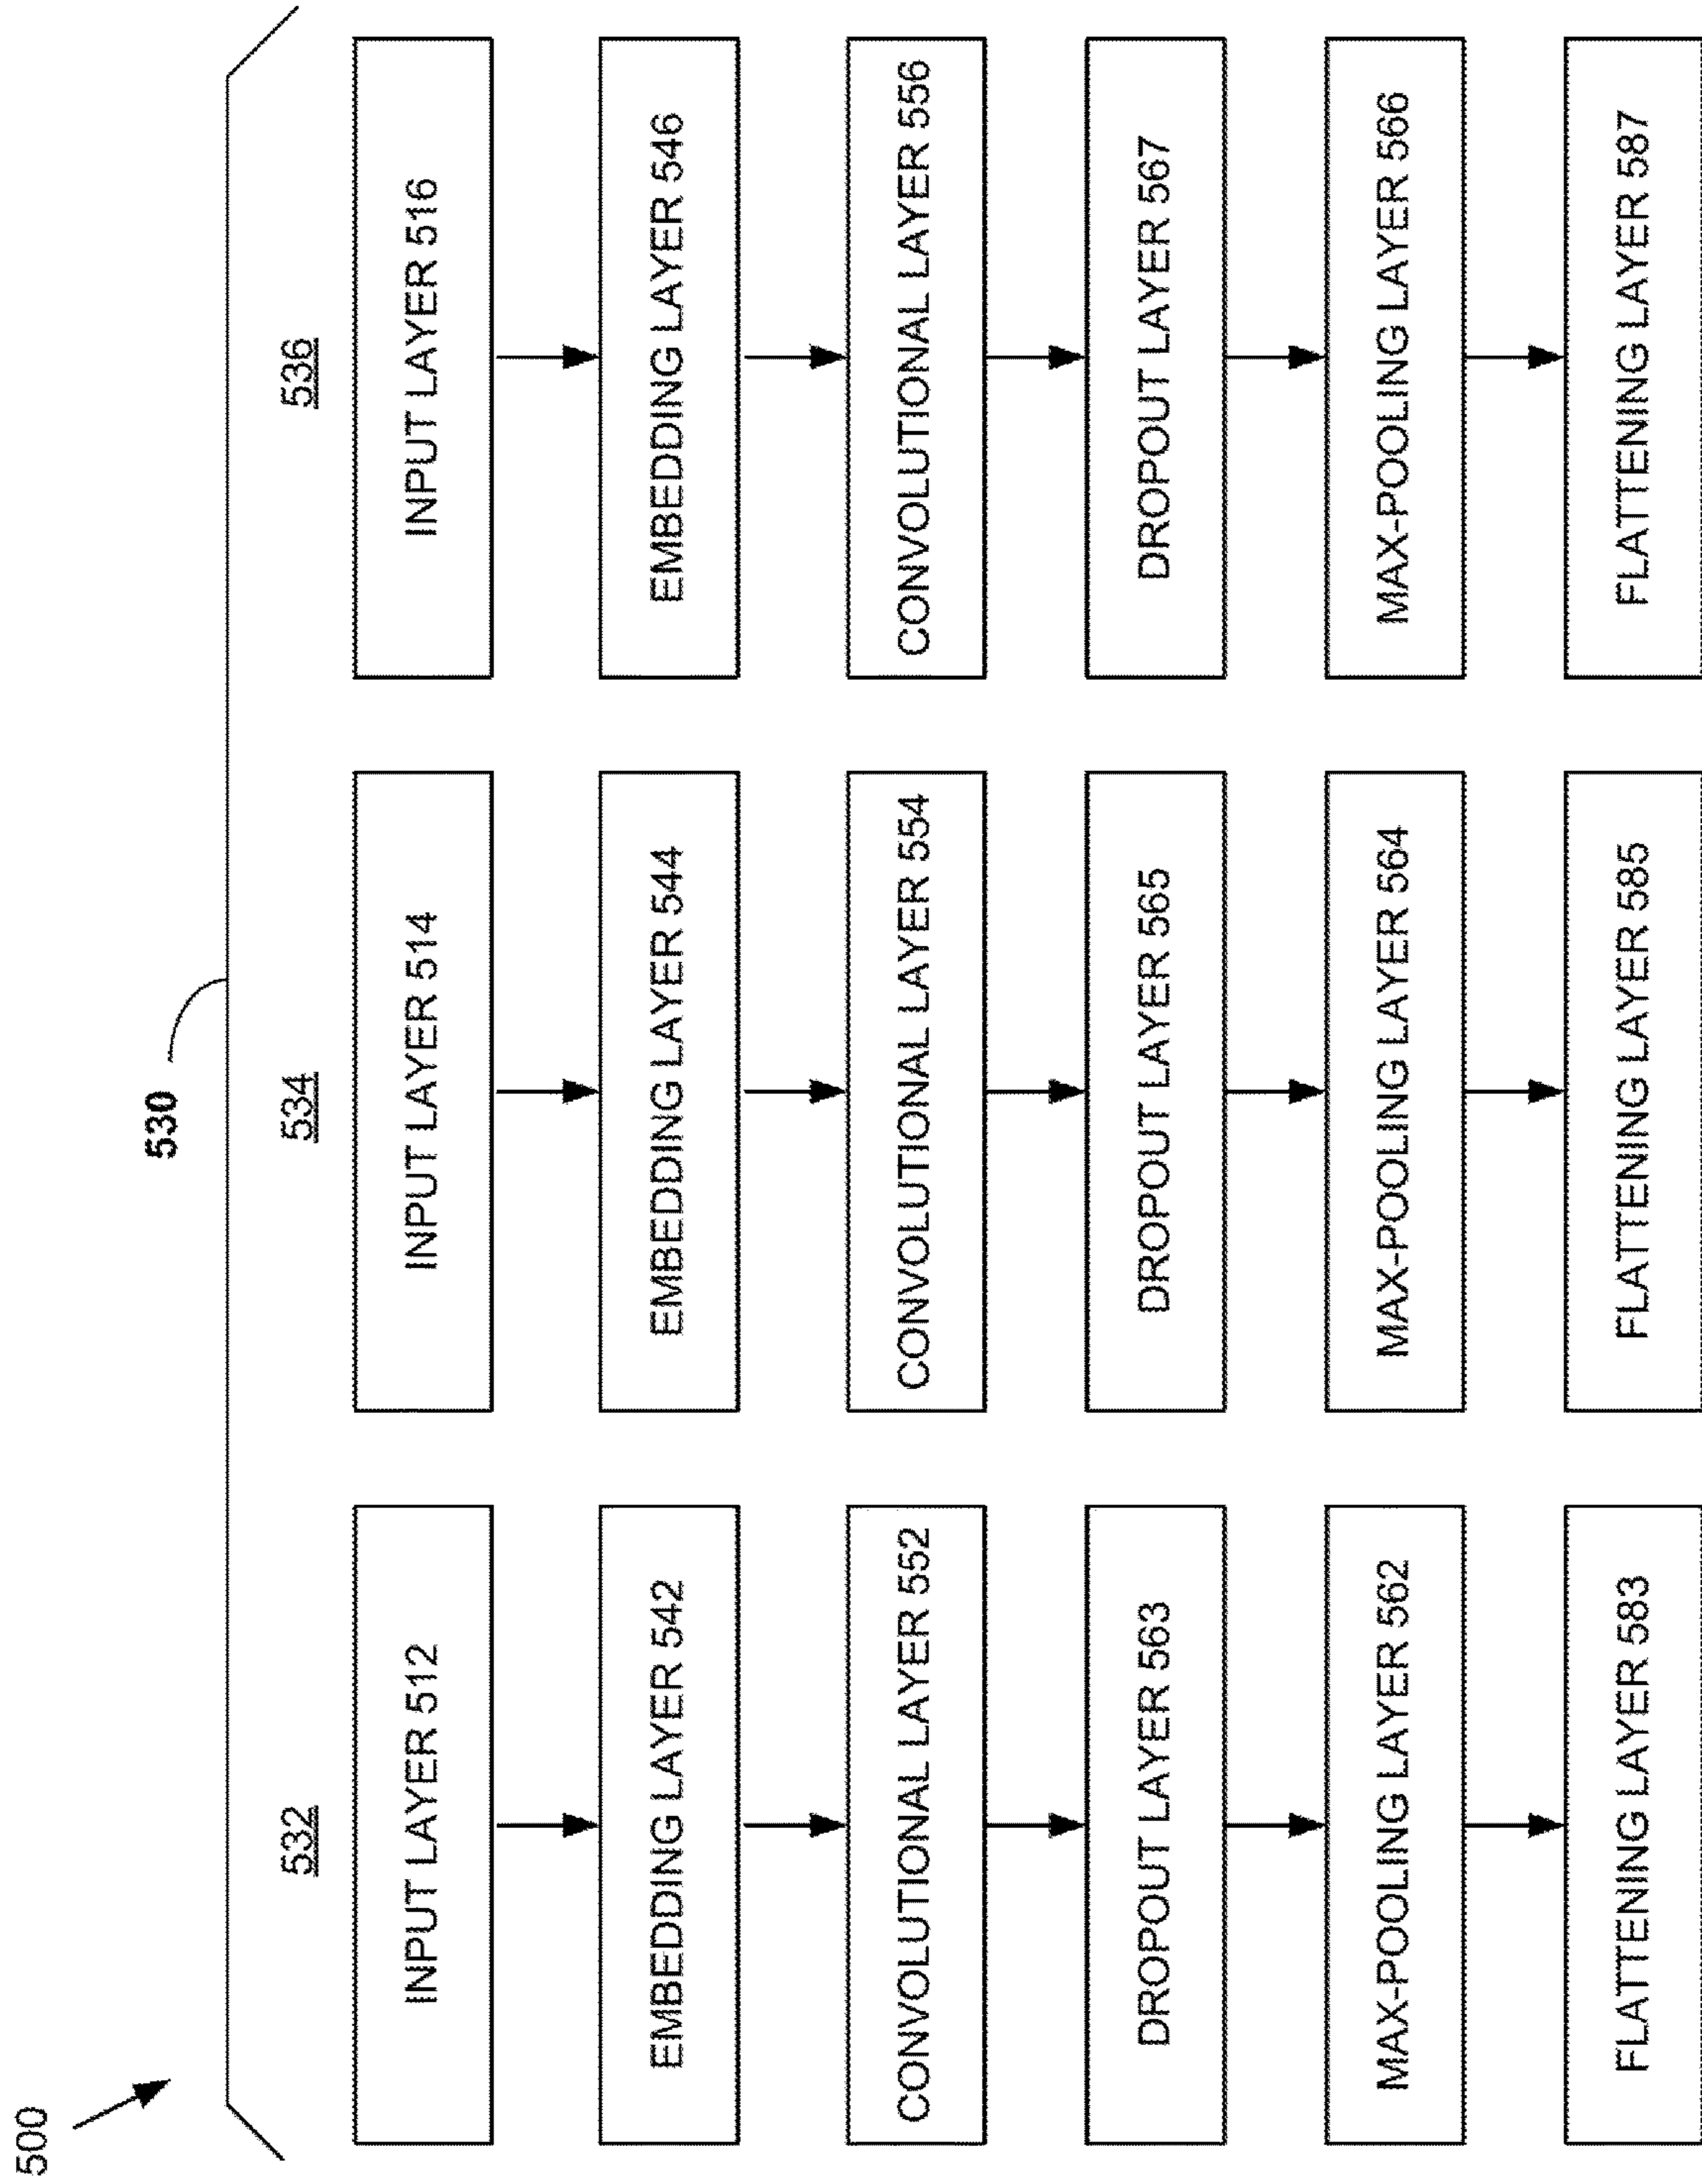 500
530
532
534
536
INPUT LAYER 512
INPUT LAYER 514
INPUT LAYER 516
EMBEDDING LAYER 542
EMBEDDING LAYER 544
EMBEDDING LAYER 546
CONVOLUTIONAL LAYER 552
CONVOLUTIONAL LAYER 554
CONVOLUTIONAL LAYER 556
DROPOUT LAYER 563
DROPOUT LAYER 565
DROPOUT LAYER 567
MAX-POOLING LAYER 562
MAX-POOLING LAYER 564
MAX-POOLING LAYER 566
FLATTENING LAYER 583
FLATTENING LAYER 585
FLATTENING LAYER 587